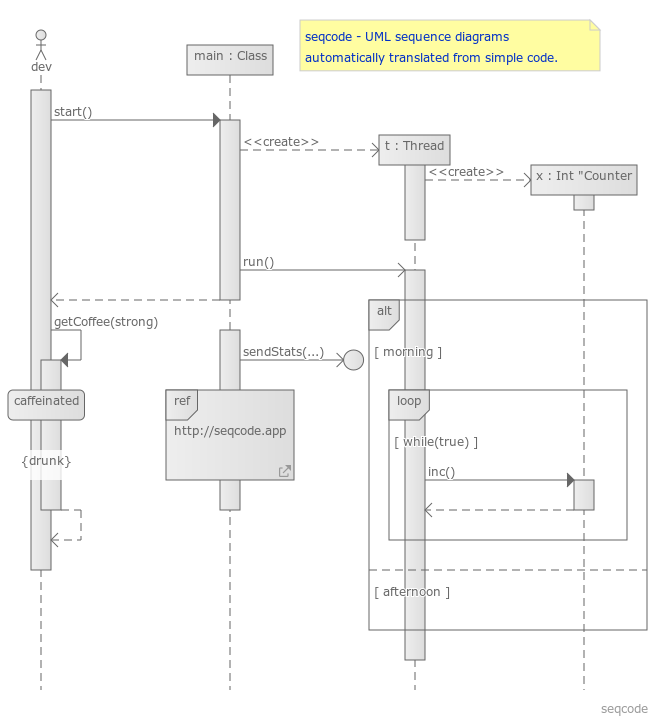 seqcode - UML sequence diagrams
automatically translated from simple code.
dev
main : Class
start()
<<create>>
t : Thread
<<create>>
x : Int "Counter
run()
alt
getCoffee(strong)
[ morning ]
sendStats(...)
caffeinated
ref
loop
http://seqcode.app
[ while(true) ]
{drunk}
inc()
[ afternoon ]
seqcode